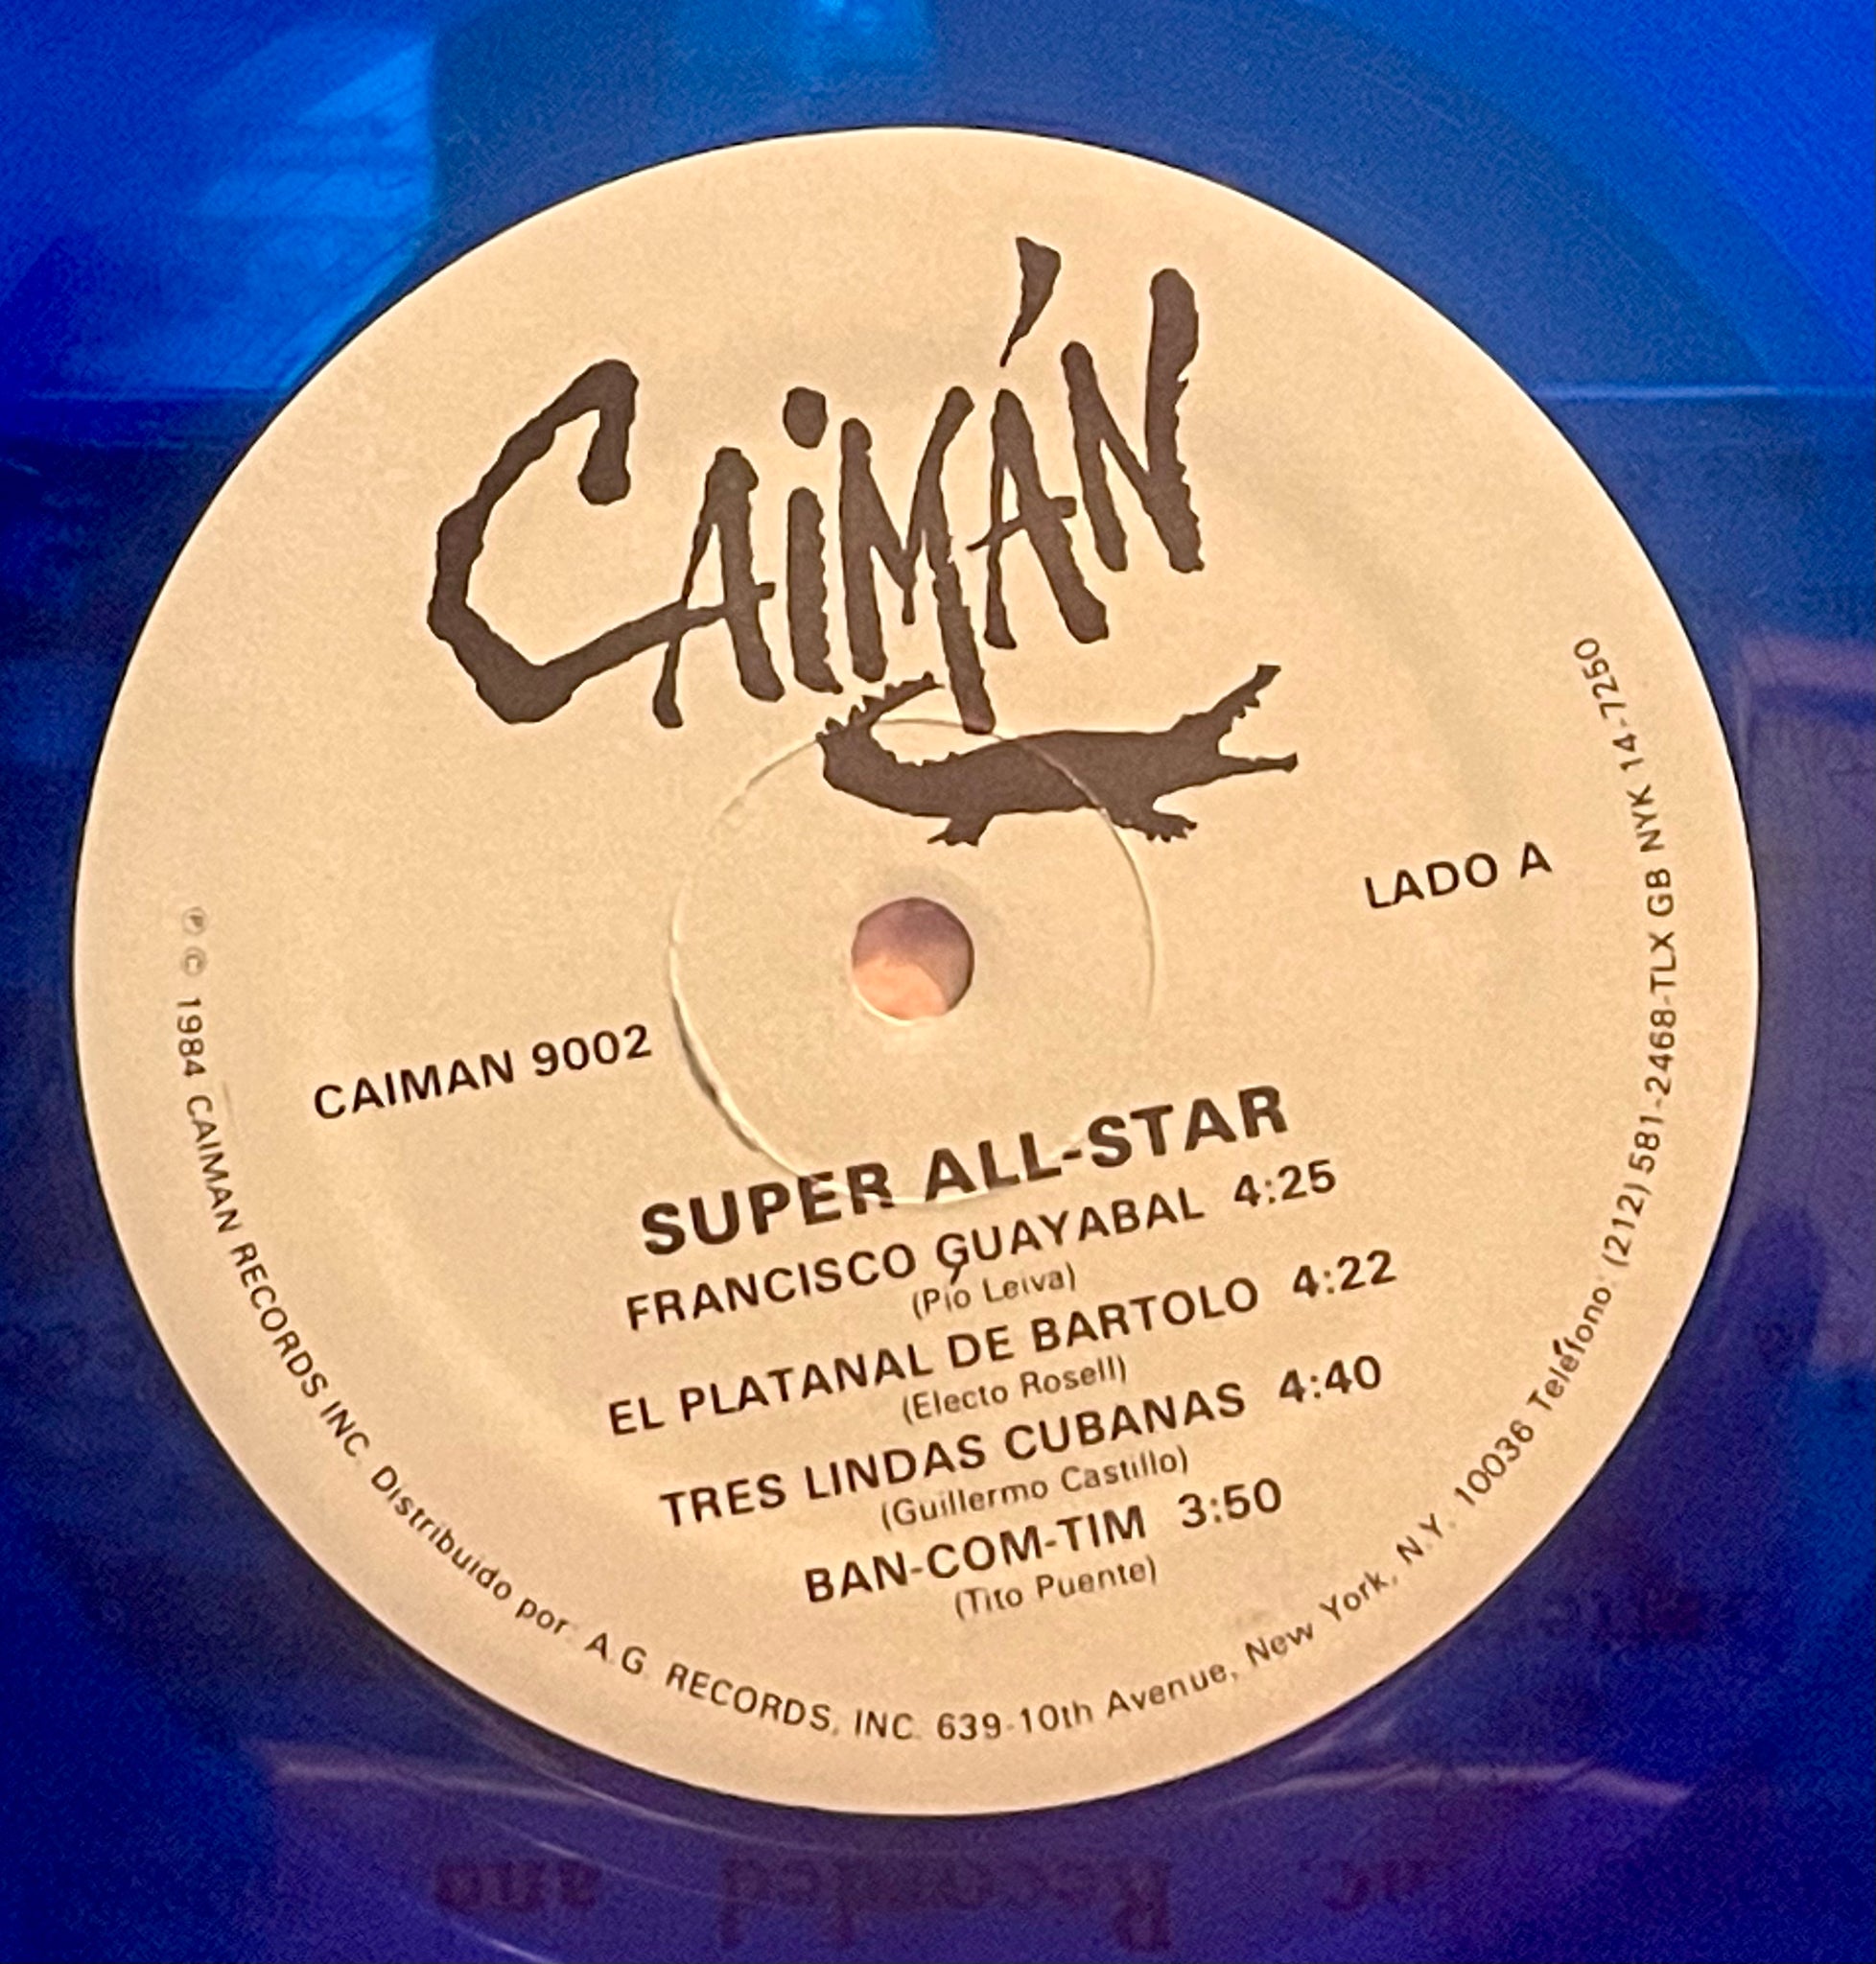 CAIMÁN
LADO A
CAIMAN 9002
SUPER ALL-STAR
FRANCISCO GUAYABAL 4:25
(Pío Leiva)
EL PLATANAL DE BARTOLO 4:22
(Electo Rosell)
TRES LINDAS CUBANAS 4:40
(Guillermo Castillo)
BAN-COM-TIM 3:50
(Tito Puente)
℗ © 1984 CAIMAN RECORDS INC. Distribuido por: A.G. RECORDS, INC. 639-10th Avenue, New York, N.Y. 10036 Teléfono: (212) 581-2468-TLX GB NYK 14-7250